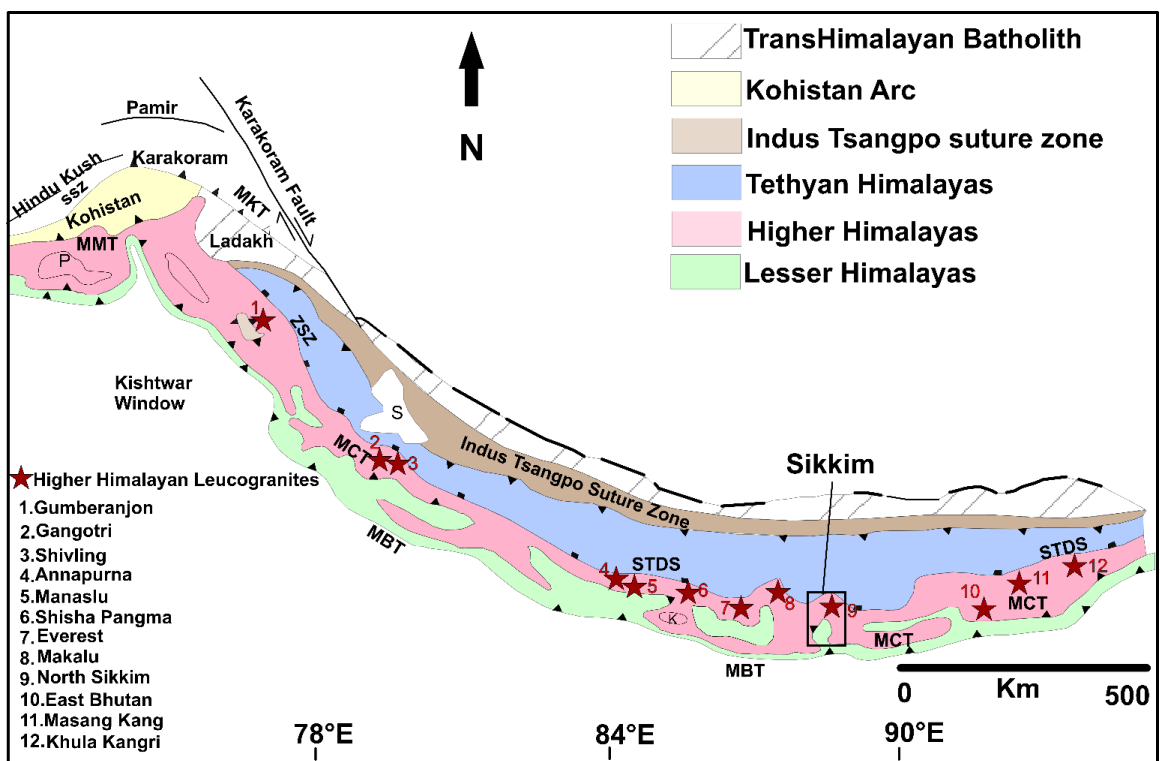 TransHimalayan Batholith
Kohistan Arc
Indus Tsangpo suture zone
Tethyan Himalayas
Higher Himalayas
Lesser Himalayas
N
Pamir
Karakoram Fault
Hindu Kush
SSZ
Karakoram
Kohistan
MKT
MMT
Ladakh
P
1
ZSZ
Kishtwar
Window
S
2
MCT
3
Indus Tsangpo Suture Zone
Sikkim
MBT
STDS
4
5
6
K
7
8
9
MBT
MCT
10
11
MCT
STDS
12
Higher Himalayan Leucogranites
1.Gumberanjon
2.Gangotri
3.Shivling
4.Annapurna
5.Manaslu
6.Shisha Pangma
7.Everest
8.Makalu
9.North Sikkim
10.East Bhutan
11.Masang Kang
12.Khula Kangri
0 Km 500
78°E
84°E
90°E